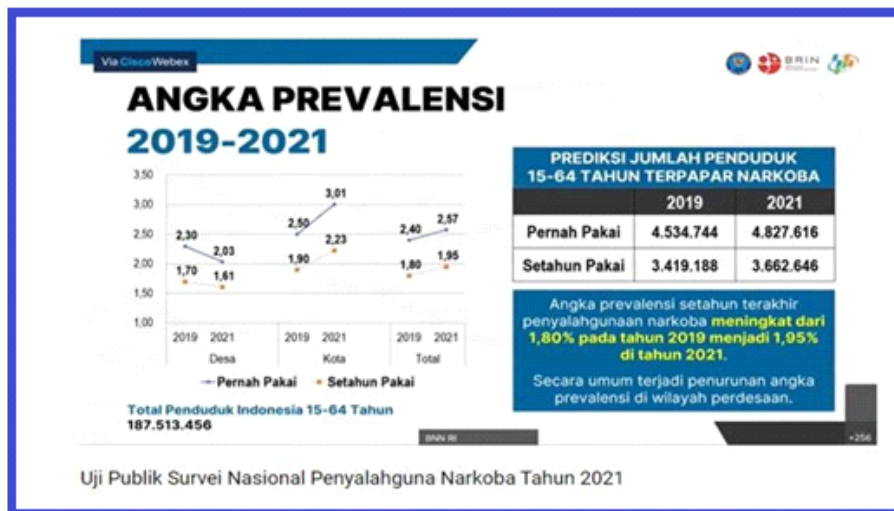 Via CiscoWebex
BRIN
ANGKA PREVALENSI
2019-2021
3,50
3,00
2,50
2,00
1,50
1,00
2,30
2,03
1,70
1,61
2,50
3,01
1,90
2,23
2,40
2,57
1,80
1,95
2019 2021 2019 2021 2019 2021
Desa Kota Total
Pernah Pakai Setahun Pakai
Total Penduduk Indonesia 15-64 Tahun
187.513.456
PREDIKSI JUMLAH PENDUDUK
15-64 TAHUN TERPAPAR NARKOBA
2019 2021
Pernah Pakai 4.534.744 4.827.616
Setahun Pakai 3.419.188 3.662.646
Angka prevalensi setahun terakhir
penyalahgunaan narkoba meningkat dari
1,80% pada tahun 2019 menjadi 1,95%
di tahun 2021.
Secara umum terjadi penurunan angka
prevalensi di wilayah perdesaan.
BNN RI
+256
Uji Publik Survei Nasional Penyalahguna Narkoba Tahun 2021